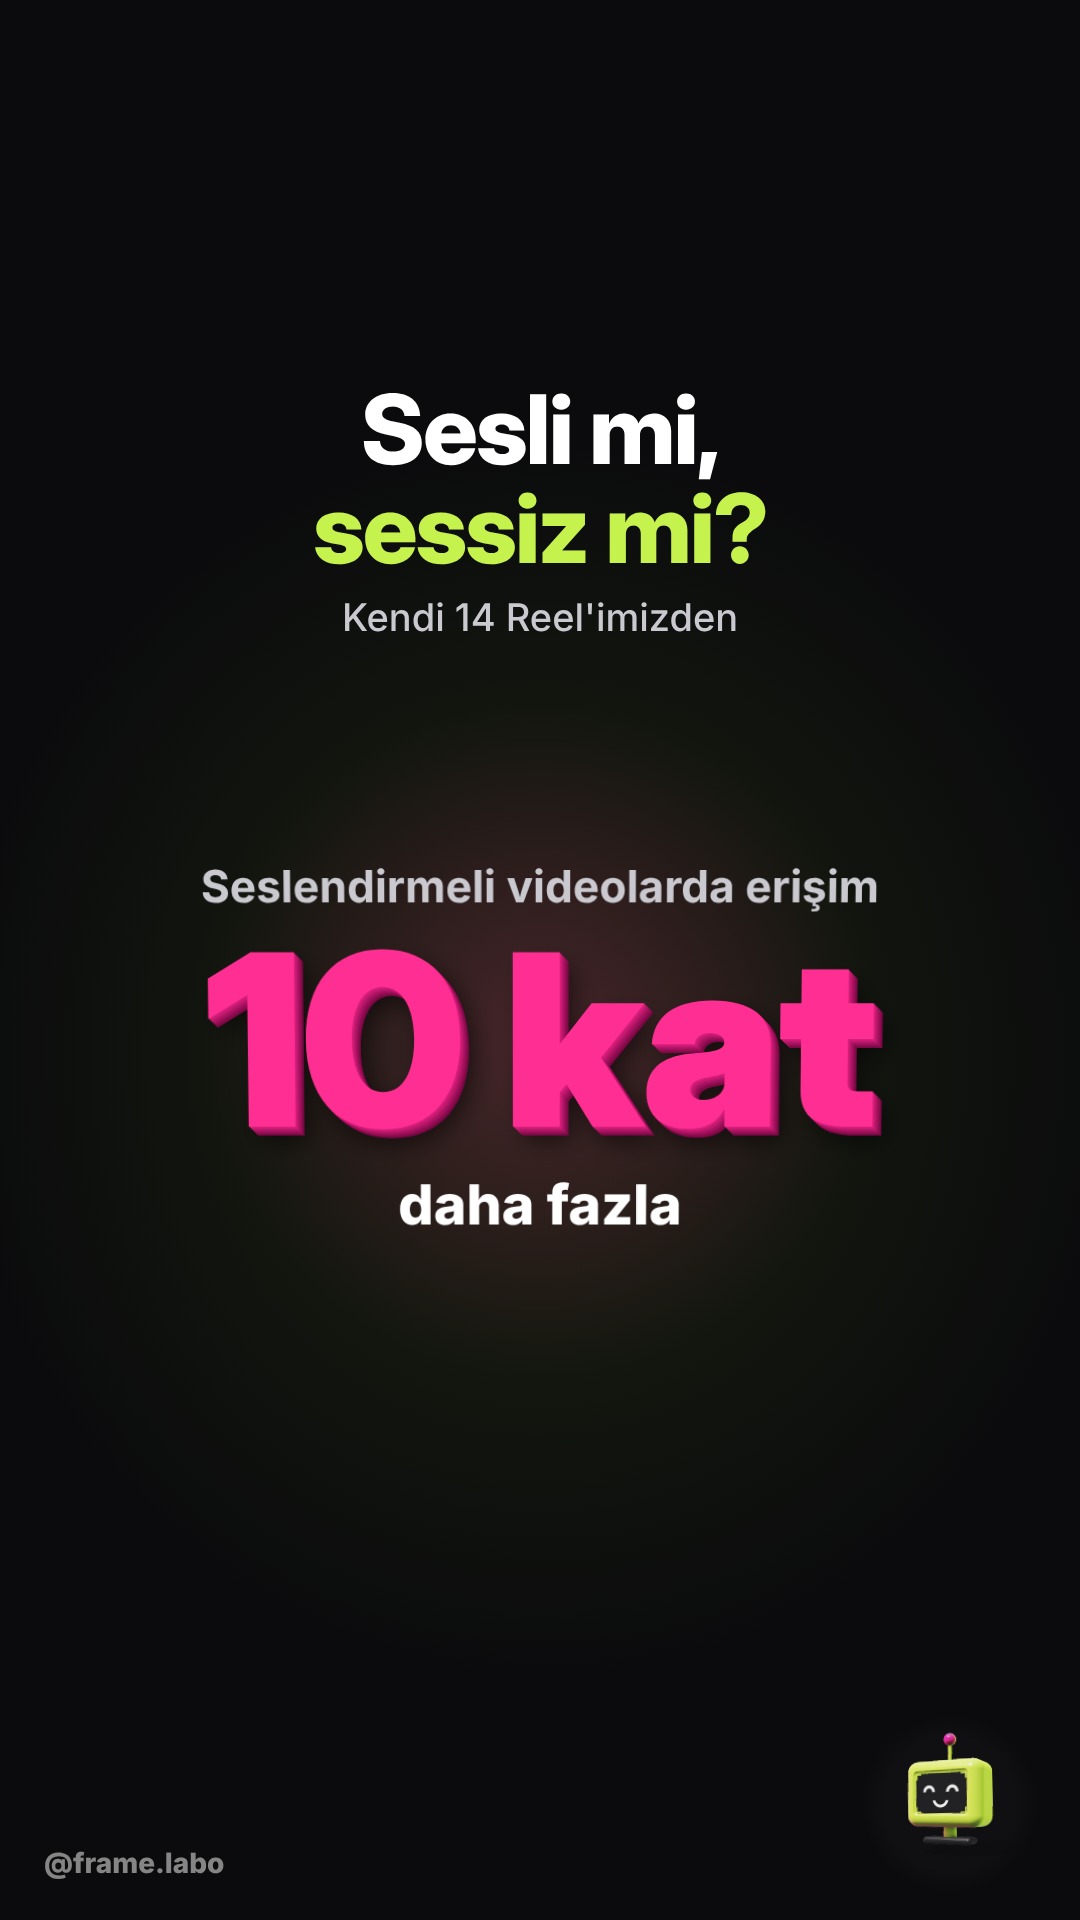 Sesli mi,
sessiz mi?
Kendi 14 Reel'imizden
Seslendirmeli videolarda erişim
10 kat
daha fazla
@frame.labo